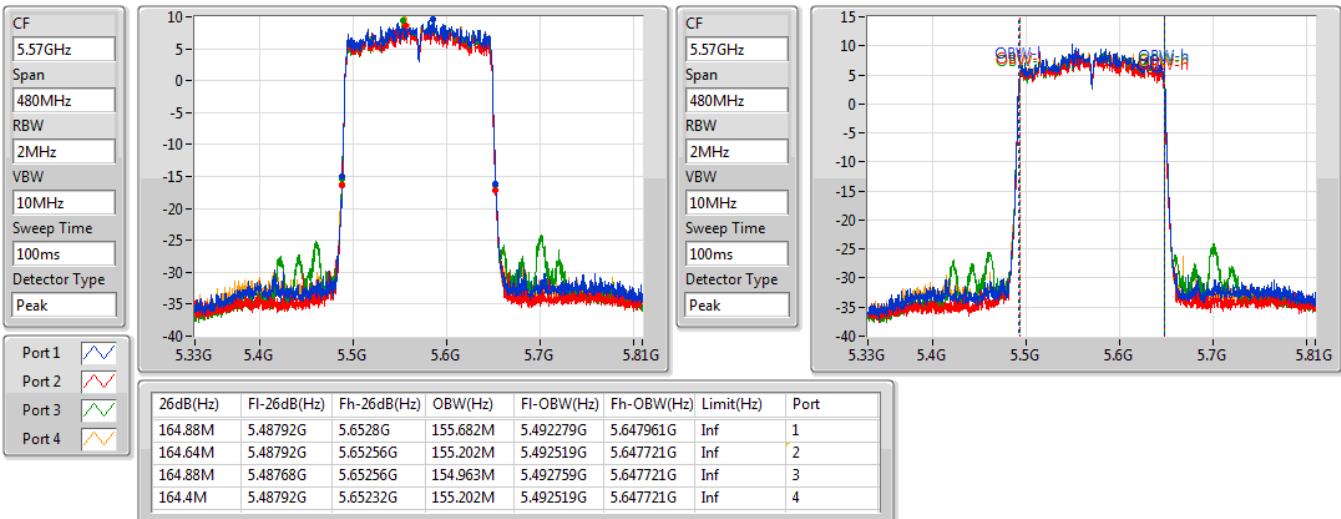 CF
5.57GHz
Span
480MHz
RBW
2MHz
VBW
10MHz
Sweep Time
100ms
Detector Type
Peak
Port 1
Port 2
Port 3
Port 4
10
5
0
-5
-10
-15
-20
-25
-30
-35
-40
5.33G 5.4G 5.5G 5.6G 5.7G 5.81G
CF
5.57GHz
Span
480MHz
RBW
2MHz
VBW
10MHz
Sweep Time
100ms
Detector Type
Peak
15
10
5
0
-5
-10
-15
-20
-25
-30
-35
-40
OBW-l OBW-h
5.33G 5.4G 5.5G 5.6G 5.7G 5.81G
26dB(Hz) Fl-26dB(Hz) Fh-26dB(Hz) OBW(Hz) Fl-OBW(Hz) Fh-OBW(Hz) Limit(Hz) Port
164.88M 5.48792G 5.6528G 155.682M 5.492279G 5.647961G Inf 1
164.64M 5.48792G 5.65256G 155.202M 5.492519G 5.647721G Inf 2
164.88M 5.48768G 5.65256G 154.963M 5.492759G 5.647721G Inf 3
164.4M 5.48792G 5.65232G 155.202M 5.492519G 5.647721G Inf 4